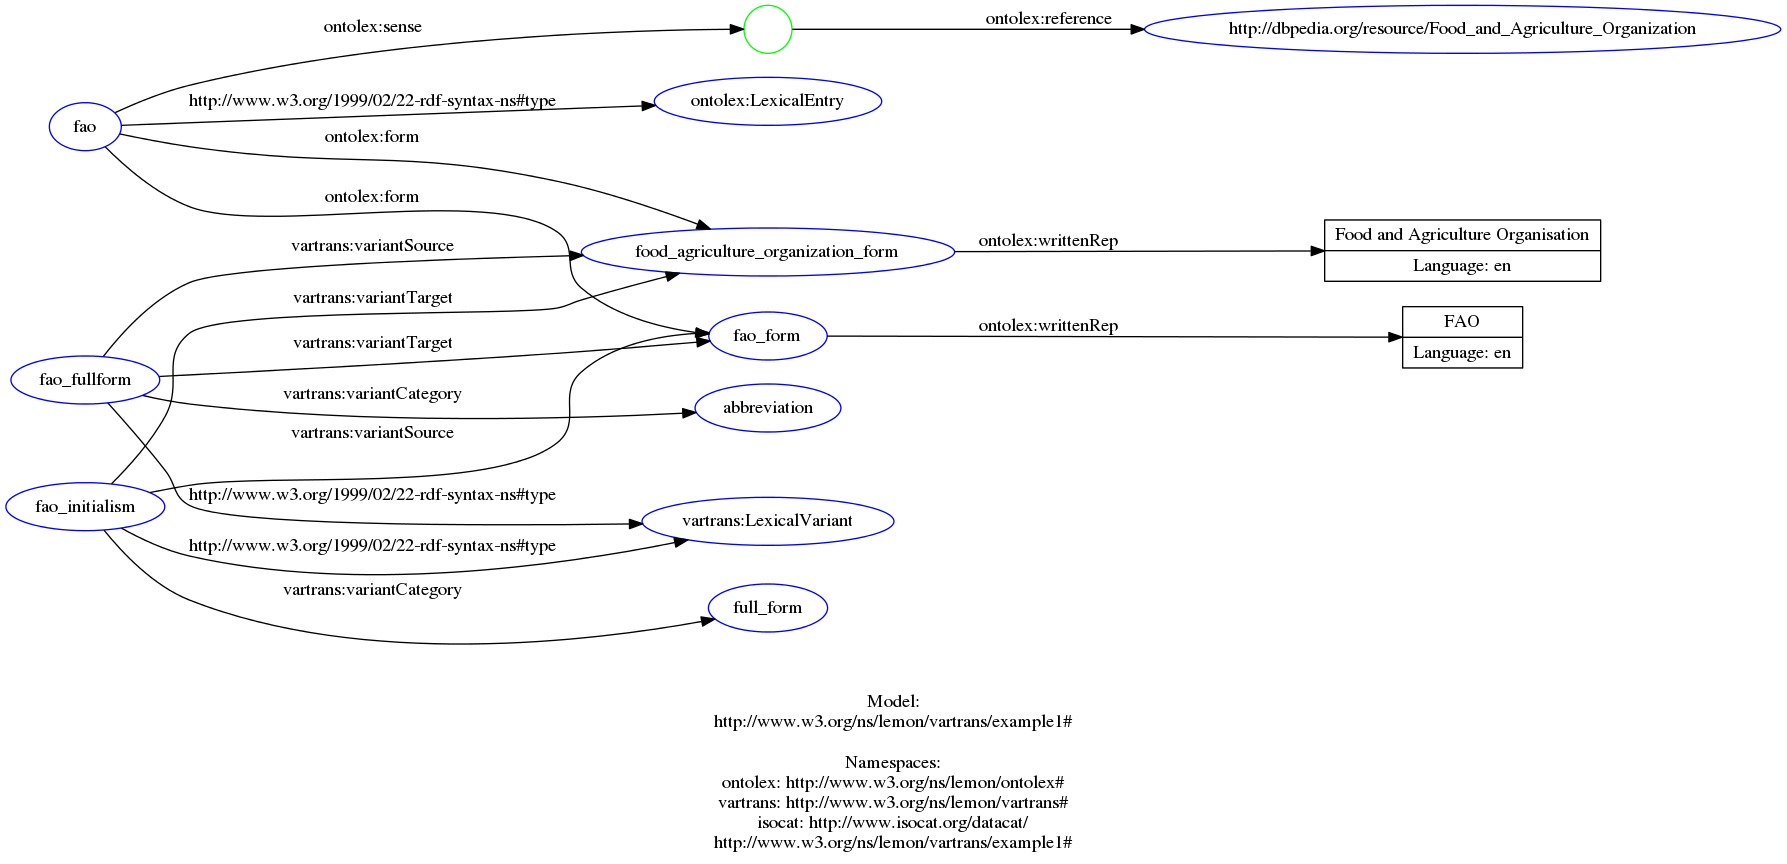 ontolex:sense
ontolex:reference
http://dbpedia.org/resource/Food_and_Agriculture_Organization
http://www.w3.org/1999/02/22-rdf-syntax-ns#type
ontolex:LexicalEntry
fao
ontolex:form
ontolex:form
vartrans:variantSource
food_agriculture_organization_form
ontolex:writtenRep
Food and Agriculture Organisation
Language: en
vartrans:variantTarget
vartrans:variantTarget
fao_form
ontolex:writtenRep
FAO
Language: en
fao_fullform
vartrans:variantCategory
abbreviation
vartrans:variantSource
http://www.w3.org/1999/02/22-rdf-syntax-ns#type
fao_initialism
vartrans:LexicalVariant
http://www.w3.org/1999/02/22-rdf-syntax-ns#type
vartrans:variantCategory
full_form
Model:
http://www.w3.org/ns/lemon/vartrans/example1#
Namespaces:
ontolex: http://www.w3.org/ns/lemon/ontolex#
vartrans: http://www.w3.org/ns/lemon/vartrans#
isocat: http://www.isocat.org/datcat/
http://www.w3.org/ns/lemon/vartrans/example1#